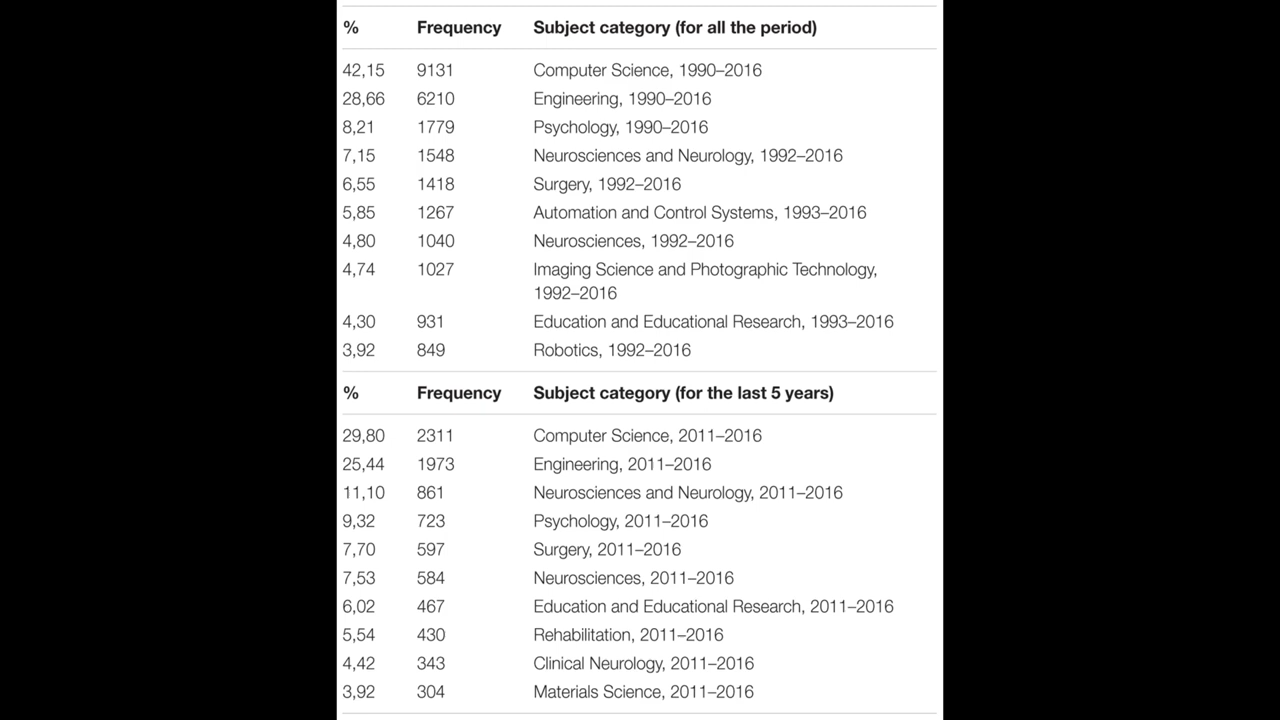 % Frequency Subject category (for all the period)
42,15 9131 Computer Science, 1990–2016
28,66 6210 Engineering, 1990–2016
8,21 1779 Psychology, 1990–2016
7,15 1548 Neurosciences and Neurology, 1992–2016
6,55 1418 Surgery, 1992–2016
5,85 1267 Automation and Control Systems, 1993–2016
4,80 1040 Neurosciences, 1992–2016
4,74 1027 Imaging Science and Photographic Technology,
1992–2016
4,30 931 Education and Educational Research, 1993–2016
3,92 849 Robotics, 1992–2016
% Frequency Subject category (for the last 5 years)
29,80 2311 Computer Science, 2011–2016
25,44 1973 Engineering, 2011–2016
11,10 861 Neurosciences and Neurology, 2011–2016
9,32 723 Psychology, 2011–2016
7,70 597 Surgery, 2011–2016
7,53 584 Neurosciences, 2011–2016
6,02 467 Education and Educational Research, 2011–2016
5,54 430 Rehabilitation, 2011–2016
4,42 343 Clinical Neurology, 2011–2016
3,92 304 Materials Science, 2011–2016